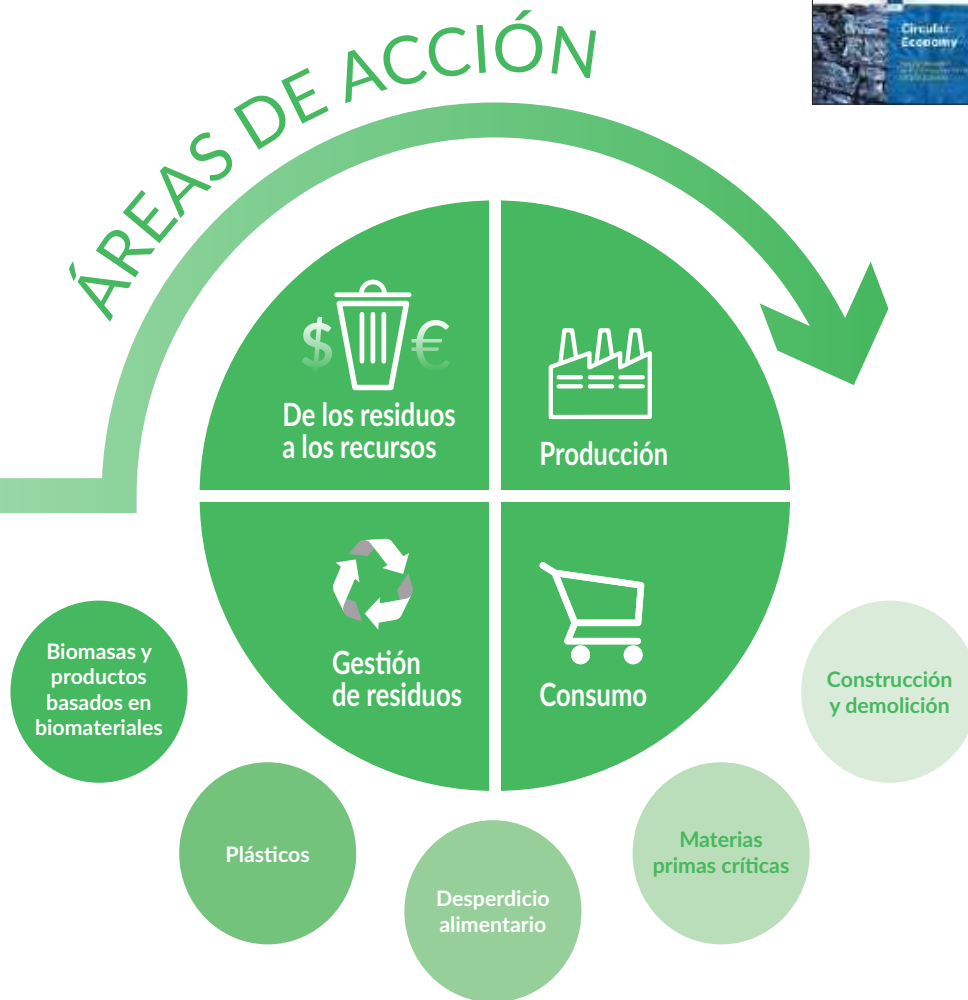 Circular
Economy
ÁREAS DE ACCIÓN
$
€
De los residuos
a los recursos
Producción
Gestión
de residuos
Consumo
Biomasas y
productos
basados en
biomateriales
Plásticos
Desperdicio
alimentario
Materias
primas críticas
Construcción
y demolición